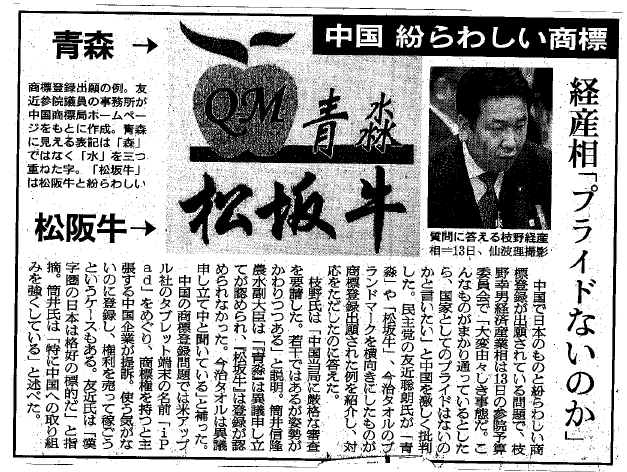 中国 紛らわしい商標
経産相「プライドないのか」
青森→
QM
青淼
松坂牛
松阪牛→
商標登録出願の例。友
近参院議員の事務所が
中国商標局ホームペー
ジをもとに作成。青森
に見える表記は「森」
ではなく「水」を三つ
重ねた字。「松坂牛」
は松阪牛と紛らわしい
質問に答える枝野経産
相=13日、仙波理撮影
中国で日本のものと紛らわしい商
標登録が出願されている問題で、枝
野幸男経済産業相は13日の参院予算
委員会で「大変由々しき事態だ。こ
んなものがまかり通っているとした
ら、国家としてのプライドはないの
かと言いたい」と中国を厳しく批判
した。民主党の友近聡朗氏が「青
淼」や「松坂牛」、今治タオルのブ
ランドマークを横向きにしたものが
商標登録出願された例を紹介し、対
応をただしたのに答えた。
枝野氏は「中国当局に厳格な審査
を要請した。若干ではあるが姿勢が
かわりつつある」と説明。筒井信隆
農水副大臣は「『青淼』は異議申し立
てが認められ、『松坂牛』は登録が認
められなかった。今治タオルは異議
申し立て中と聞いている」と補った。
中国の商標登録問題では米アップ
ル社のタブレット端末の名前「iP
ad」をめぐり、商標権を持つと主
張する中国企業が提訴。使う気がな
いのに登録し、権利を売って稼ごう
というケースもある。友近氏は「漢
字圏の日本は格好の標的だ」と指
摘。筒井氏は「特に中国への取り組
みを強くしている」と述べた。